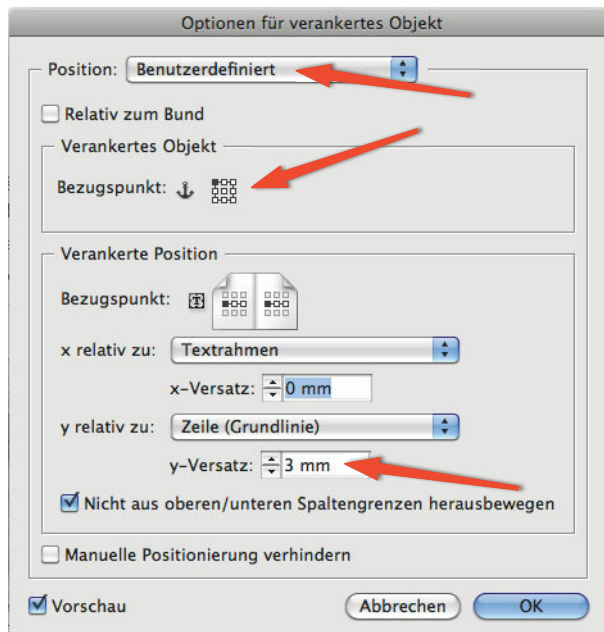 Optionen für verankertes Objekt
Position: Benutzerdefiniert
Relativ zum Bund
Verankertes Objekt
Bezugspunkt:
Verankerte Position
Bezugspunkt: T
x relativ zu: Textrahmen
x-Versatz: 0 mm
y relativ zu: Zeile (Grundlinie)
y-Versatz: 3 mm
Nicht aus oberen/unteren Spaltengrenzen herausbewegen
Manuelle Positionierung verhindern
Vorschau Abbrechen OK